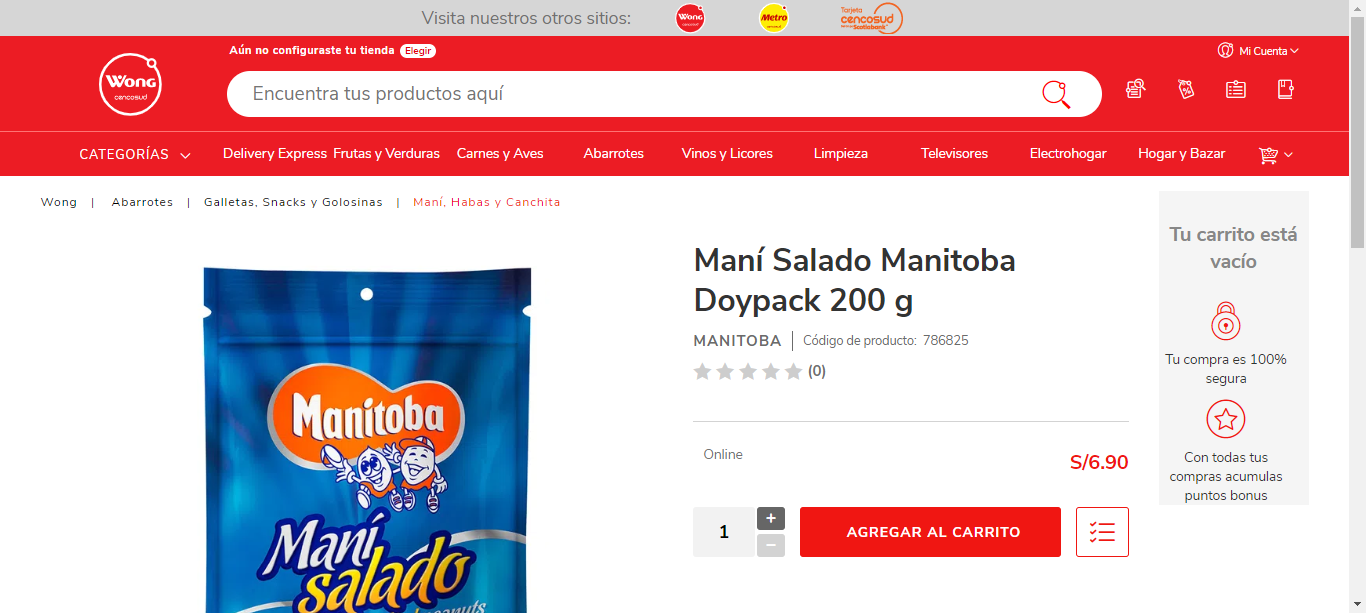 Visita nuestros otros sitios:
Wong
cencosud
Metro
cencosud
Tarjeta
cencosud
Scotiabank
Aún no configuraste tu tienda Elegir
Mi Cuenta
Wong
cencosud
Encuentra tus productos aquí
CATEGORÍAS
Delivery Express
Frutas y Verduras
Carnes y Aves
Abarrotes
Vinos y Licores
Limpieza
Televisores
Electrohogar
Hogar y Bazar
Wong | Abarrotes | Galletas, Snacks y Golosinas | Maní, Habas y Canchita
Manitoba
Maní
salado
Maní Salado Manitoba
Doypack 200 g
MANITOBA | Código de producto: 786825
(0)
Online
S/6.90
1
+
−
AGREGAR AL CARRITO
Tu carrito está
vacío
Tu compra es 100%
segura
Con todas tus
compras acumulas
puntos bonus